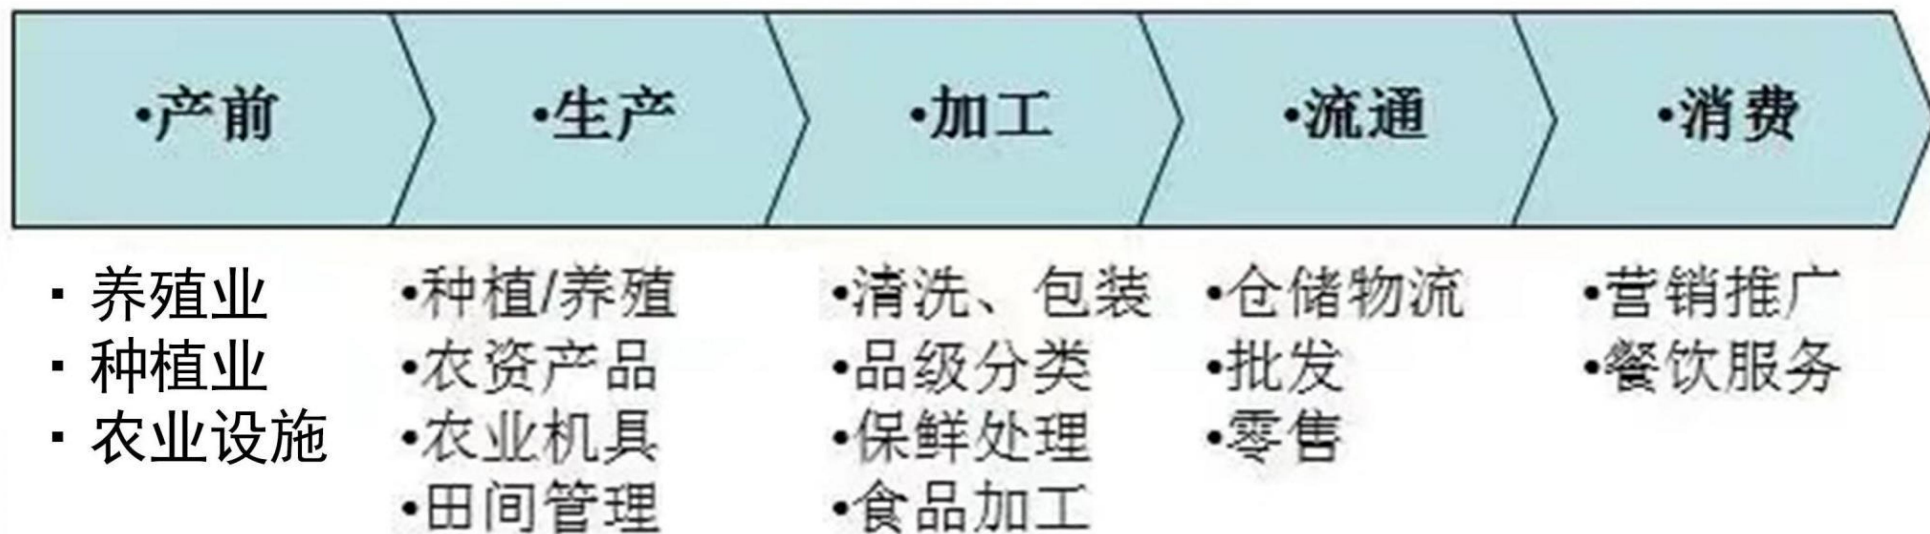 •产前
•生产
•加工
•流通
•消费
· 养殖业
· 种植业
· 农业设施
•种植/养殖
•农资产品
•农业机具
•田间管理
•清洗、包装
•品级分类
•保鲜处理
•食品加工
•仓储物流
•批发
•零售
•营销推广
•餐饮服务